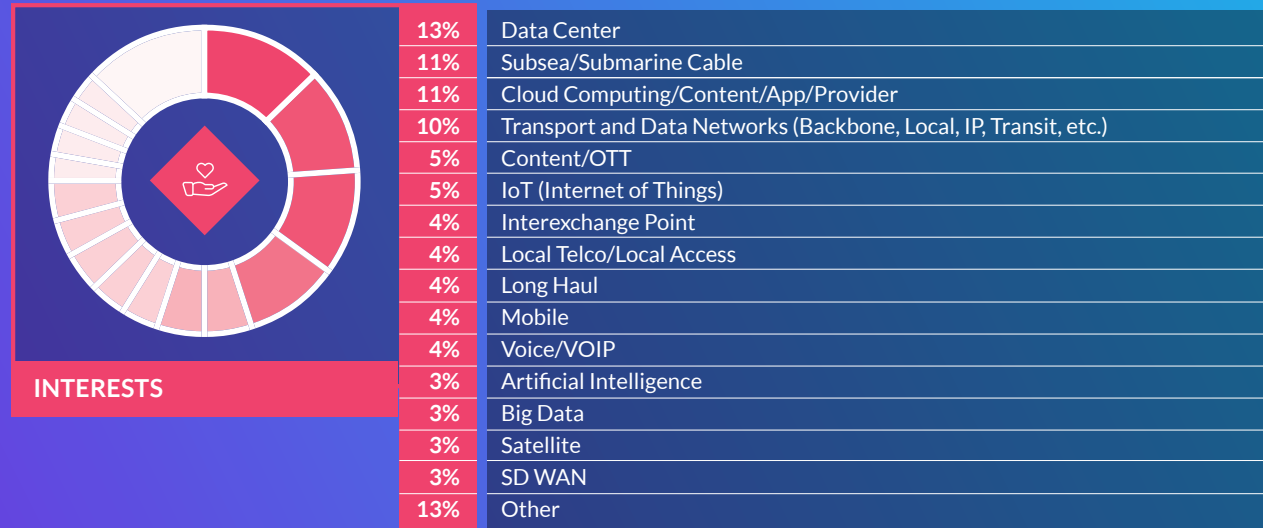 13% Data Center
11% Subsea/Submarine Cable
11% Cloud Computing/Content/App/Provider
10% Transport and Data Networks (Backbone, Local, IP, Transit, etc.)
5% Content/OTT
5% IoT (Internet of Things)
4% Interexchange Point
4% Local Telco/Local Access
4% Long Haul
4% Mobile
4% Voice/VOIP
3% Artificial Intelligence
3% Big Data
3% Satellite
3% SD WAN
13% Other
INTERESTS